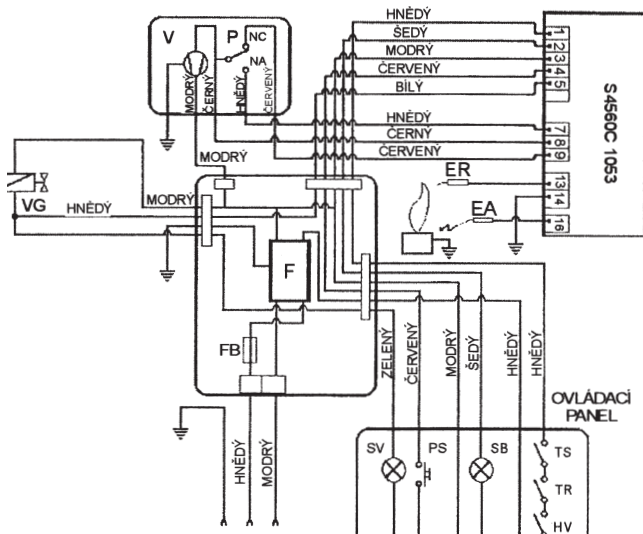 V
P
NC
NA
MODRÝ
ČERNÝ
HNĚDÝ
ČERVENÝ
HNĚDÝ
ŠEDÝ
MODRÝ
ČERVENÝ
BÍLÝ
HNĚDÝ
ČERNÝ
ČERVENÝ
1
2
3
4
5
7
8
9
13
14
16
S4560C 1053
ER
EA
MODRÝ
MODRÝ
VG
HNĚDÝ
F
FB
ZELENÝ
ČERVENÝ
MODRÝ
ŠEDÝ
HNĚDÝ
HNĚDÝ
OVLÁDACÍ
PANEL
HNĚDÝ
MODRÝ
SV
PS
SB
TS
TR
HV